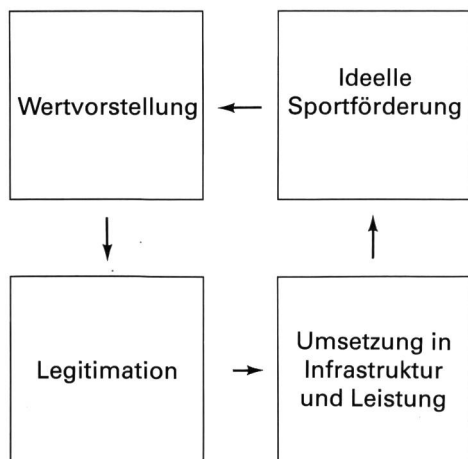 Wertvorstellung
Ideelle
Sportförderung
Legitimation
Umsetzung in
Infrastruktur
und Leistung